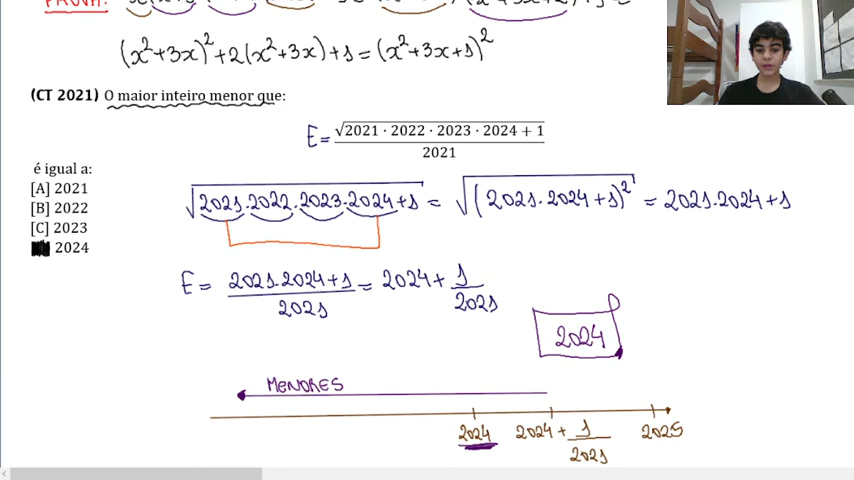 PROVA:
(x²+3x)²+2(x²+3x)+1=(x²+3x+1)²
(CT 2021) O maior inteiro menor que:
E= √2021 · 2022 · 2023 · 2024 + 1
2021
é igual a:
[A] 2021
[B] 2022
[C] 2023
2024
√2021.2022.2023.2024+1 = √(2021.2024+1)² = 2021.2024+1
E = 2021.2024+1 / 2021 = 2024+ 1/2021
2024
MENORES
2024 2024+ 1/2021 2025